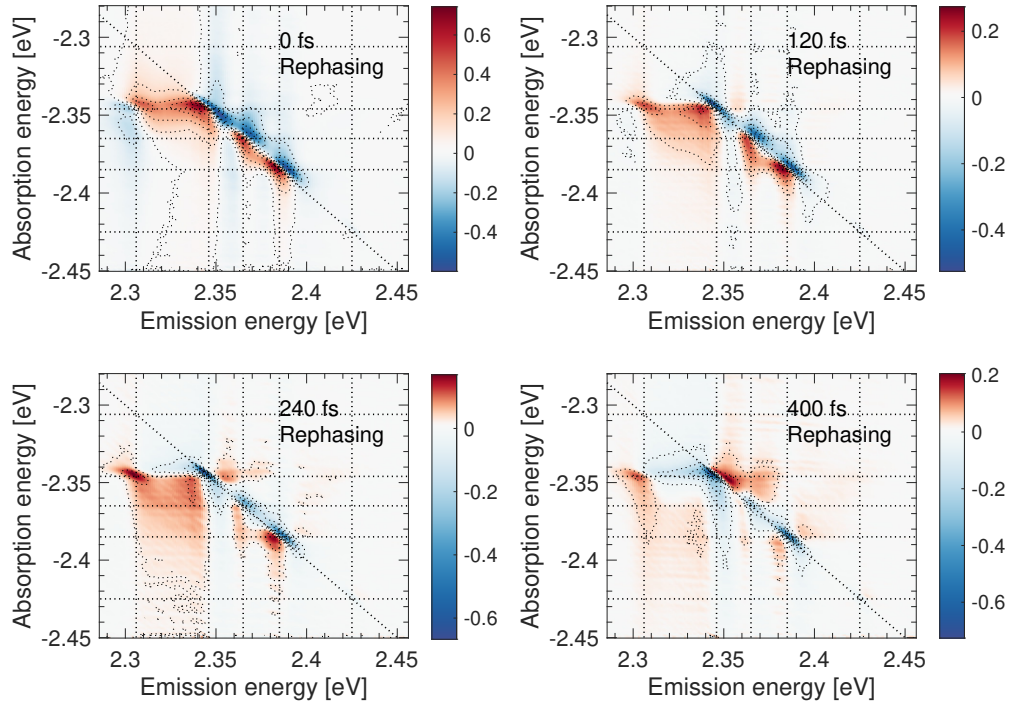 0 fs
Rephasing
Absorption energy [eV]
-2.3
-2.35
-2.4
-2.45
2.3 2.35 2.4 2.45
Emission energy [eV]
0.6
0.4
0.2
0
-0.2
-0.4
120 fs
Rephasing
Absorption energy [eV]
-2.3
-2.35
-2.4
-2.45
2.3 2.35 2.4 2.45
Emission energy [eV]
0.2
0
-0.2
-0.4
240 fs
Rephasing
Absorption energy [eV]
-2.3
-2.35
-2.4
-2.45
2.3 2.35 2.4 2.45
Emission energy [eV]
0
-0.2
-0.4
-0.6
400 fs
Rephasing
Absorption energy [eV]
-2.3
-2.35
-2.4
-2.45
2.3 2.35 2.4 2.45
Emission energy [eV]
0.2
0
-0.2
-0.4
-0.6